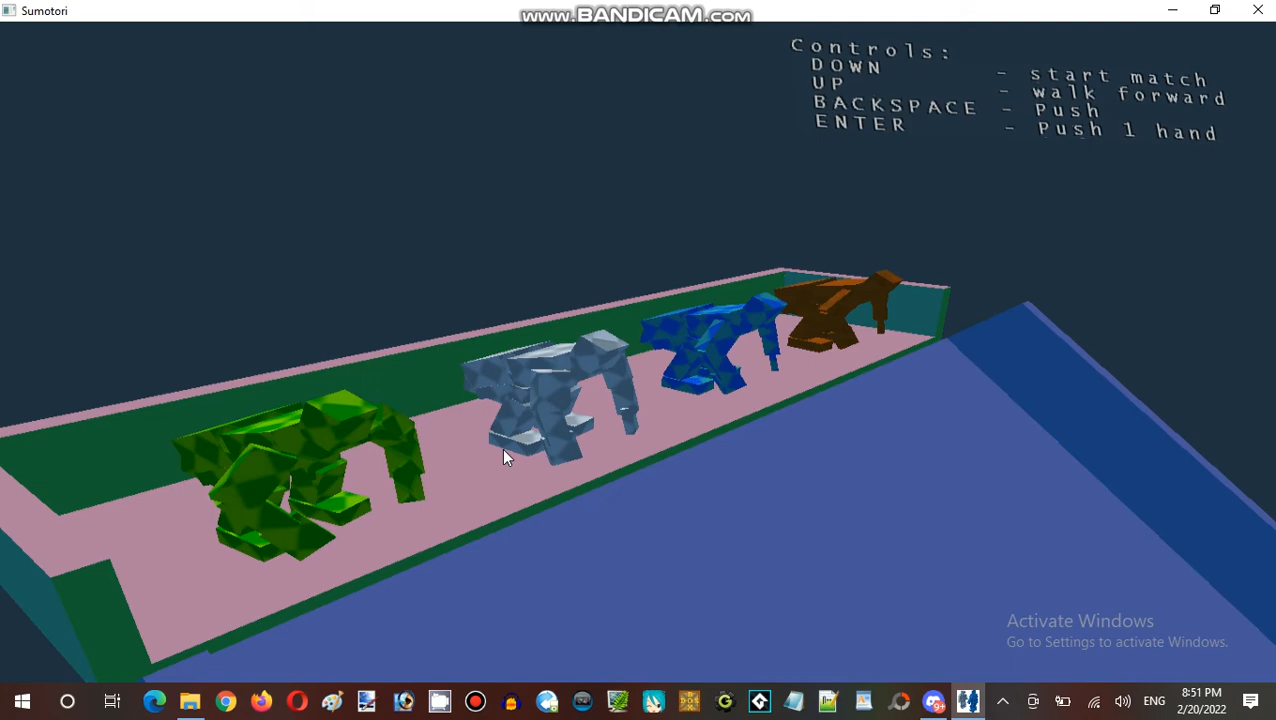 Sumotori
www.BANDICAM.com
Controls:
DOWN - start match
UP - walk forward
BACKSPACE - Push
ENTER - Push 1 hand
Activate Windows
Go to Settings to activate Windows.
ENG
8:51 PM
2/20/2022